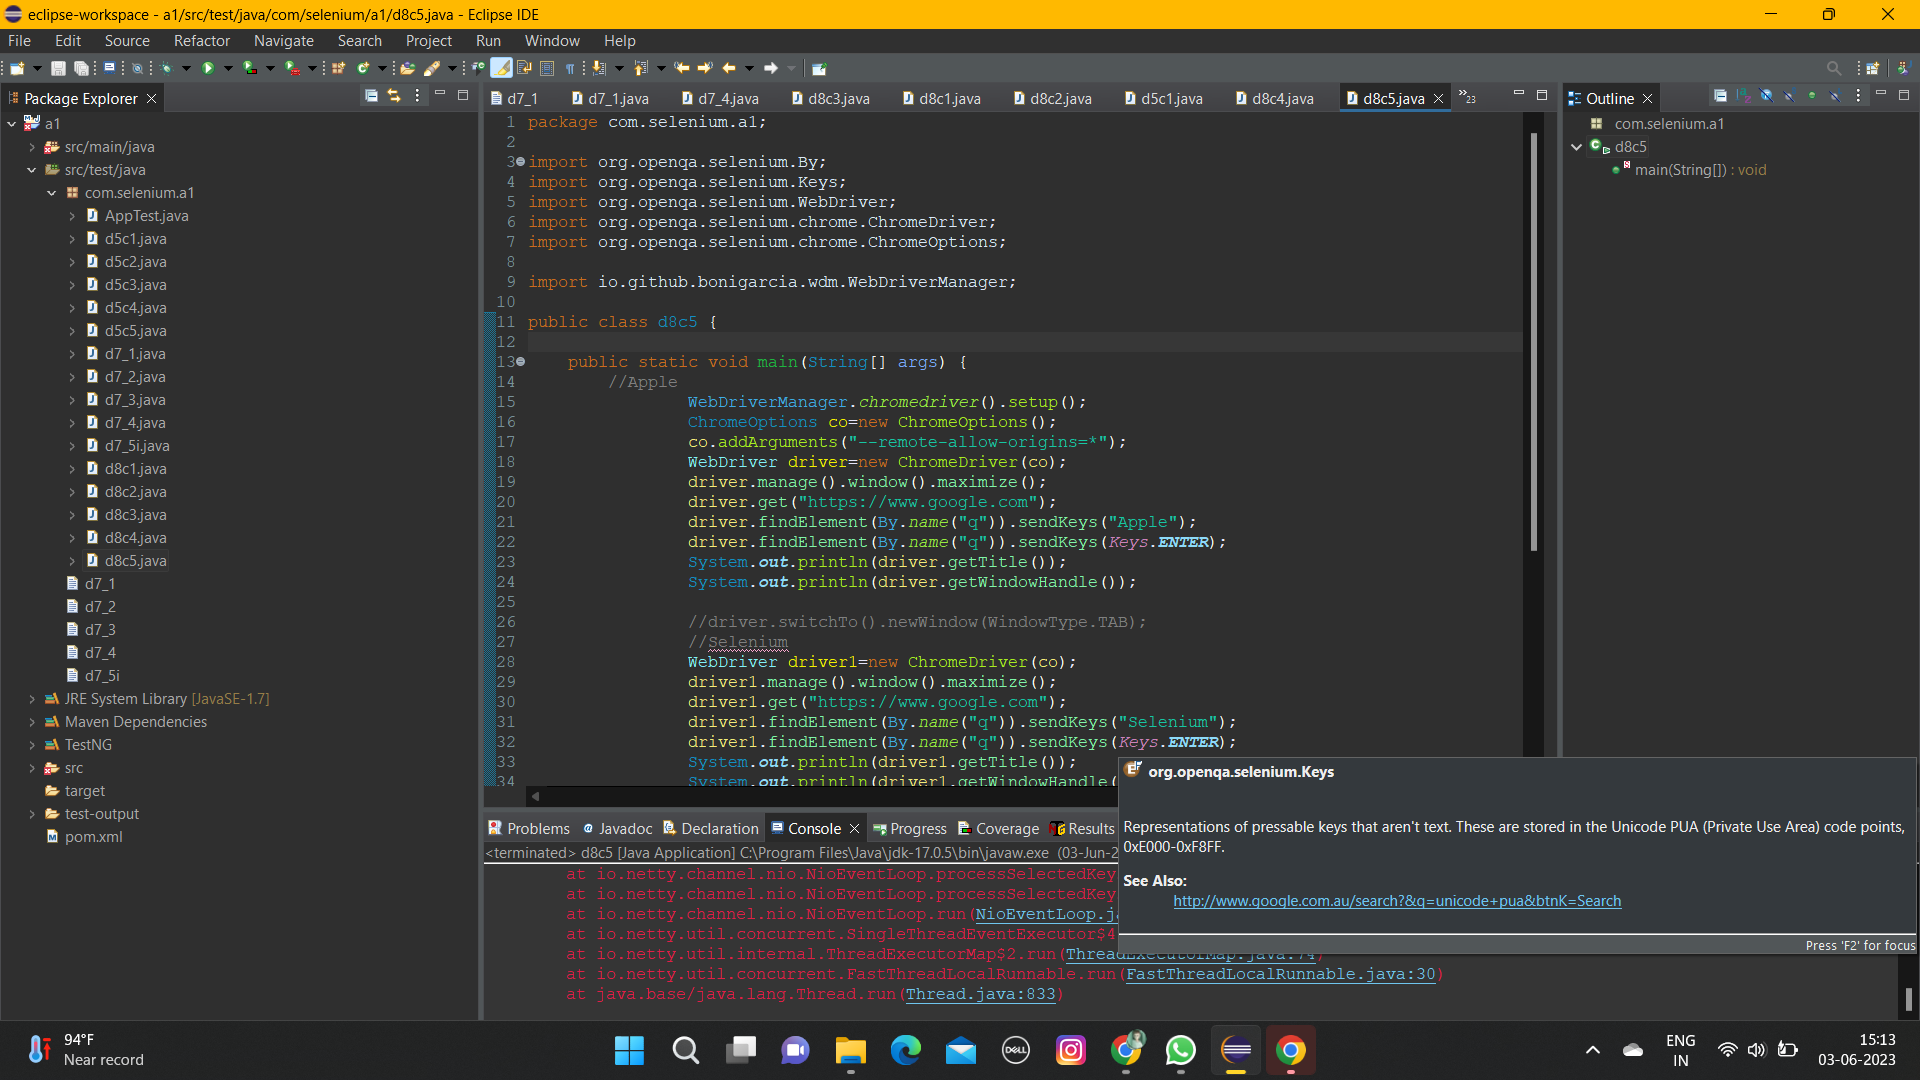 eclipse-workspace - a1/src/test/java/com/selenium/a1/d8c5.java - Eclipse IDE
File Edit Source Refactor Navigate Search Project Run Window Help
Package Explorer
a1
src/main/java
src/test/java
com.selenium.a1
AppTest.java
d5c1.java
d5c2.java
d5c3.java
d5c4.java
d5c5.java
d7_1.java
d7_2.java
d7_3.java
d7_4.java
d7_5i.java
d8c1.java
d8c2.java
d8c3.java
d8c4.java
d8c5.java
d7_1
d7_2
d7_3
d7_4
d7_5i
JRE System Library [JavaSE-1.7]
Maven Dependencies
TestNG
src
target
test-output
pom.xml
d7_1 d7_1.java d7_4.java d8c3.java d8c1.java d8c2.java d5c1.java d8c4.java d8c5.java »23
1 package com.selenium.a1;
2
3 import org.openqa.selenium.By;
4 import org.openqa.selenium.Keys;
5 import org.openqa.selenium.WebDriver;
6 import org.openqa.selenium.chrome.ChromeDriver;
7 import org.openqa.selenium.chrome.ChromeOptions;
8
9 import io.github.bonigarcia.wdm.WebDriverManager;
10
11 public class d8c5 {
12
13 public static void main(String[] args) {
14 //Apple
15 WebDriverManager.chromedriver().setup();
16 ChromeOptions co=new ChromeOptions();
17 co.addArguments("--remote-allow-origins=*");
18 WebDriver driver=new ChromeDriver(co);
19 driver.manage().window().maximize();
20 driver.get("https://www.google.com");
21 driver.findElement(By.name("q")).sendKeys("Apple");
22 driver.findElement(By.name("q")).sendKeys(Keys.ENTER);
23 System.out.println(driver.getTitle());
24 System.out.println(driver.getWindowHandle());
25
26 //driver.switchTo().newWindow(WindowType.TAB);
27 //Selenium
28 WebDriver driver1=new ChromeDriver(co);
29 driver1.manage().window().maximize();
30 driver1.get("https://www.google.com");
31 driver1.findElement(By.name("q")).sendKeys("Selenium");
32 driver1.findElement(By.name("q")).sendKeys(Keys.ENTER);
33 System.out.println(driver1.getTitle());
34 System.out.println(driver1.getWindowHandle(
Outline
com.selenium.a1
d8c5
main(String[]) : void
org.openqa.selenium.Keys
Representations of pressable keys that aren't text. These are stored in the Unicode PUA (Private Use Area) code points,
0xE000-0xF8FF.
See Also:
http://www.google.com.au/search?&q=unicode+pua&btnK=Search
Press 'F2' for focus
Problems Javadoc Declaration Console Progress Coverage Results
<terminated> d8c5 [Java Application] C:\Program Files\Java\jdk-17.0.5\bin\javaw.exe (03-Jun-2
at io.netty.channel.nio.NioEventLoop.processSelectedKey
at io.netty.channel.nio.NioEventLoop.processSelectedKey
at io.netty.channel.nio.NioEventLoop.run(NioEventLoop.ja
at io.netty.util.concurrent.SingleThreadEventExecutor$4
at io.netty.util.internal.ThreadExecutorMap$2.run(ThreadExecutorMap.java:74)
at io.netty.util.concurrent.FastThreadLocalRunnable.run(FastThreadLocalRunnable.java:30)
at java.base/java.lang.Thread.run(Thread.java:833)
94°F
Near record
DELL
ENG
IN
15:13
03-06-2023